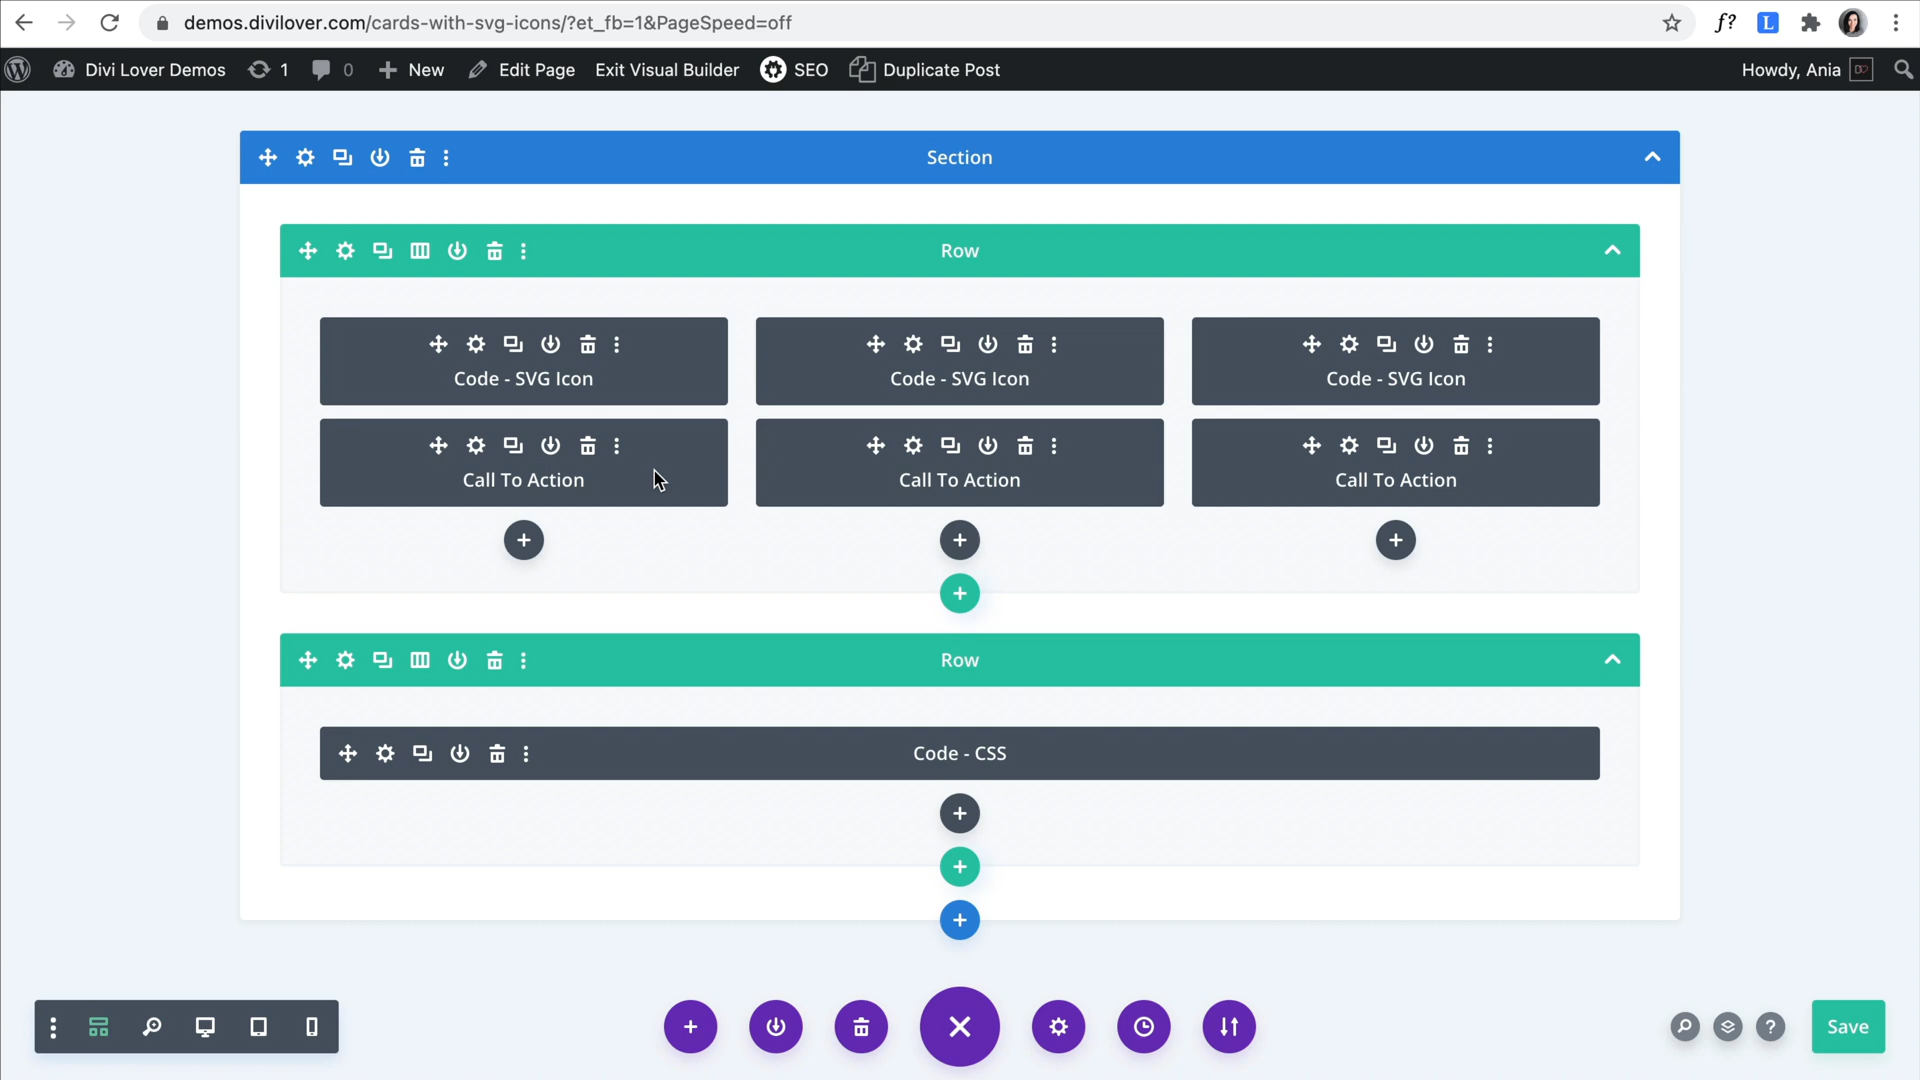 demos.divilover.com/cards-with-svg-icons/?et_fb=1&PageSpeed=off
f?
L
Divi Lover Demos
1
0
New
Edit Page
Exit Visual Builder
SEO
Duplicate Post
Howdy, Ania
Section
Row
Code - SVG Icon
Code - SVG Icon
Code - SVG Icon
Call To Action
Call To Action
Call To Action
Row
Code - CSS
?
Save